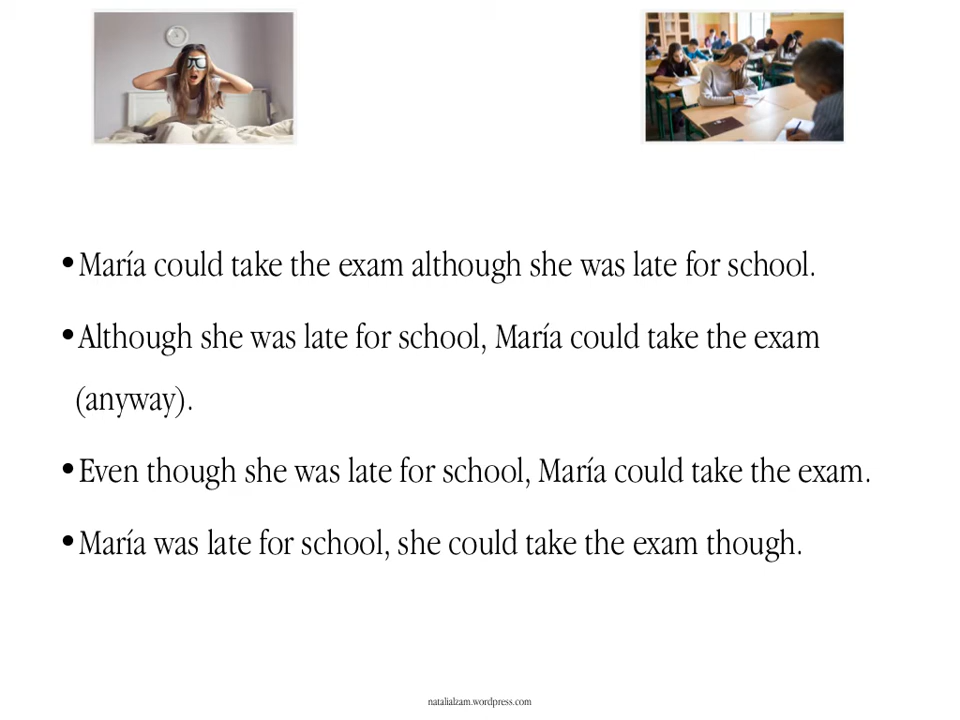 •María could take the exam although she was late for school.
•Although she was late for school, María could take the exam
(anyway).
•Even though she was late for school, María could take the exam.
•María was late for school, she could take the exam though.
natalialzam.wordpress.com